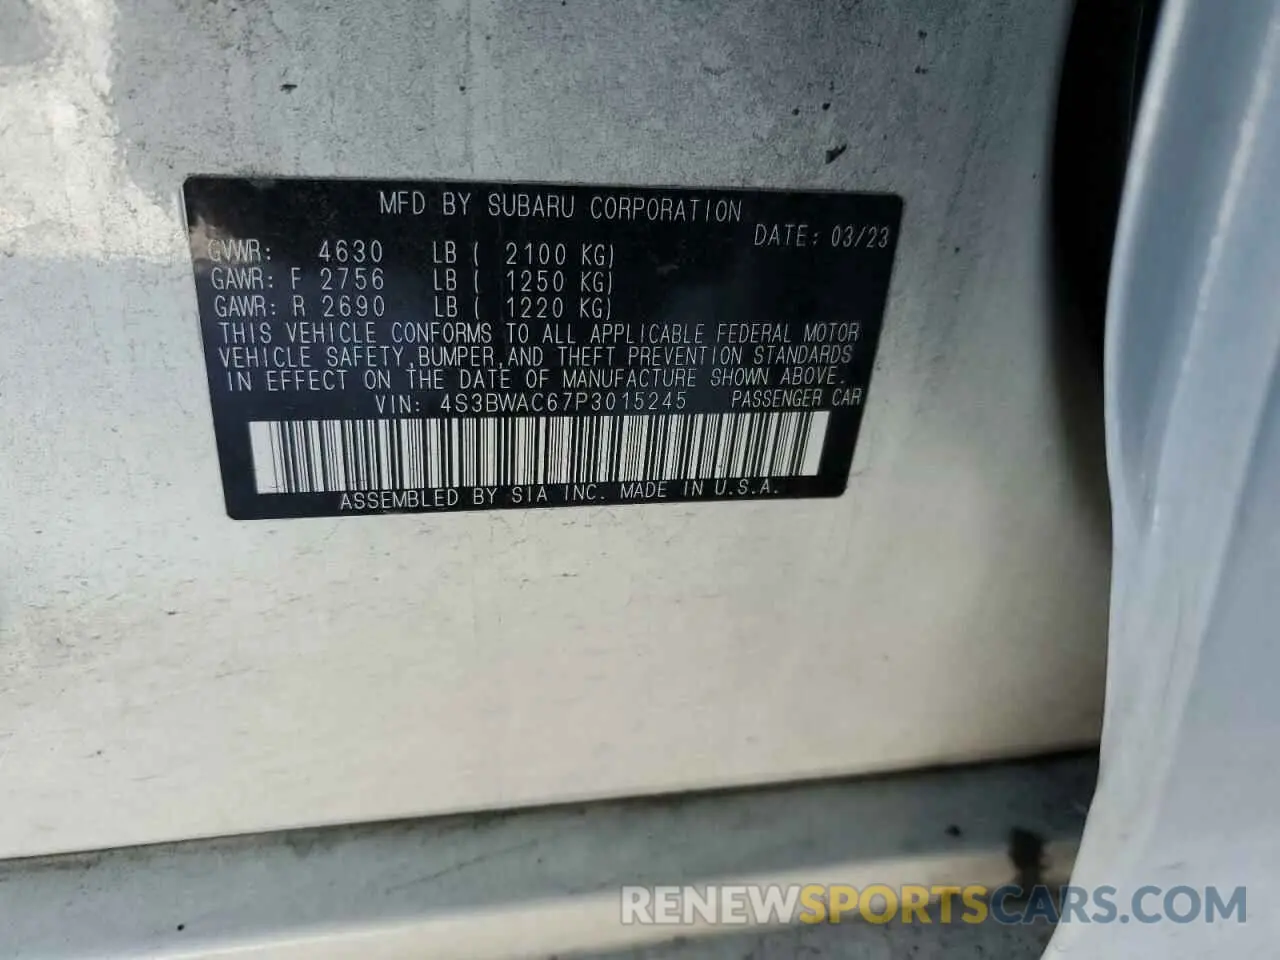 MFD BY SUBARU CORPORATION
DATE: 03/23
GVWR: 4630 LB ( 2100 KG)
GAWR: F 2756 LB ( 1250 KG)
GAWR: R 2690 LB ( 1220 KG)
THIS VEHICLE CONFORMS TO ALL APPLICABLE FEDERAL MOTOR
VEHICLE SAFETY, BUMPER, AND THEFT PREVENTION STANDARDS
IN EFFECT ON THE DATE OF MANUFACTURE SHOWN ABOVE.
VIN: 4S3BWAC67P3015245 PASSENGER CAR
ASSEMBLED BY SIA INC. MADE IN U.S.A.
RENEWSPORTSCARS.COM